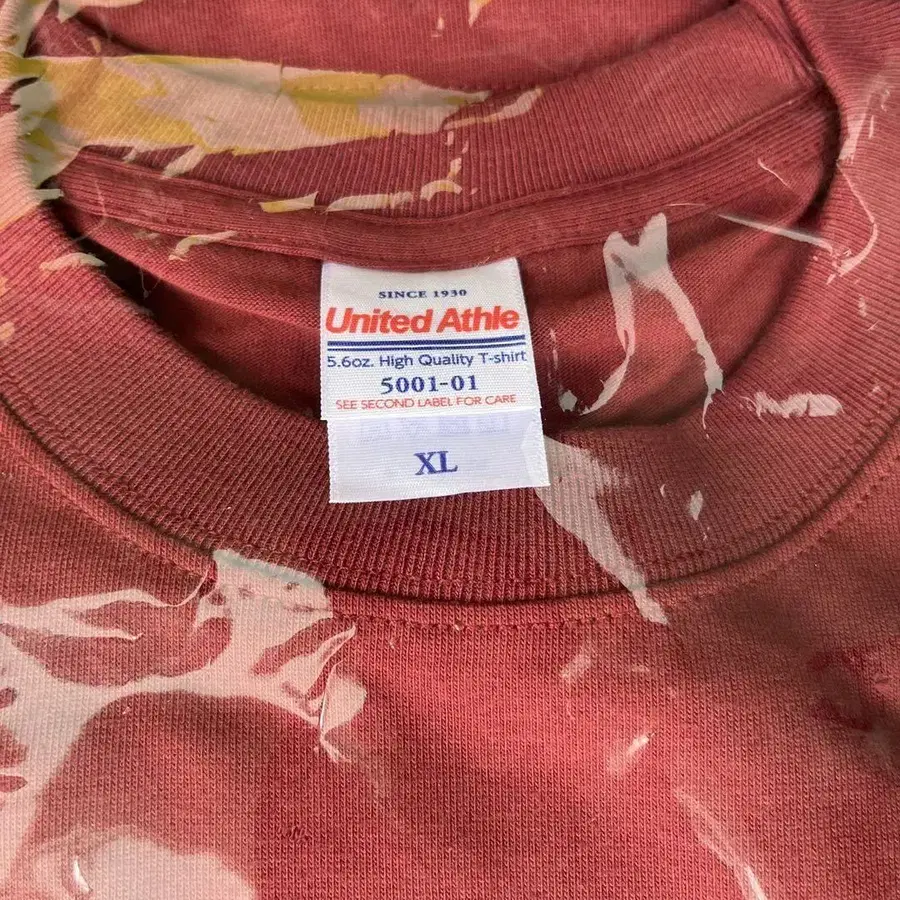 SINCE 1930
United Athle
5.6oz. High Quality T-shirt
5001-01
SEE SECOND LABEL FOR CARE
XL